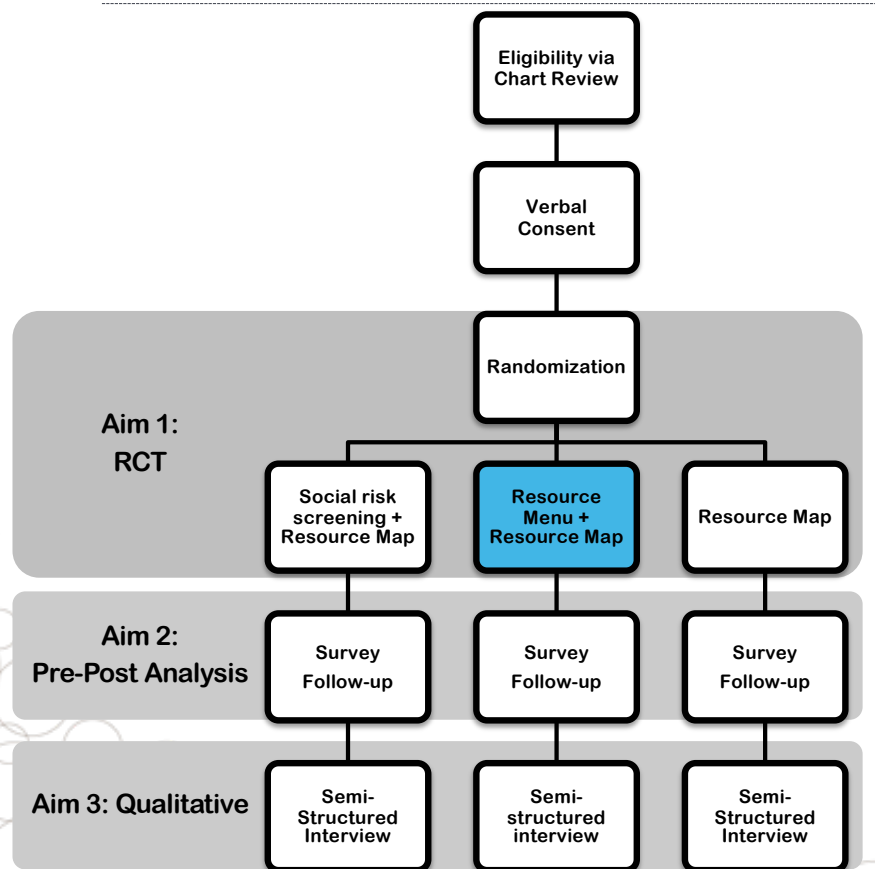 Eligibility via
Chart Review
Verbal
Consent
Randomization
Aim 1:
RCT
Social risk
screening +
Resource Map
Resource
Menu +
Resource Map
Resource Map
Aim 2:
Pre-Post Analysis
Survey
Follow-up
Survey
Follow-up
Survey
Follow-up
Aim 3: Qualitative
Semi-
Structured
Interview
Semi-
structured
interview
Semi-
Structured
Interview